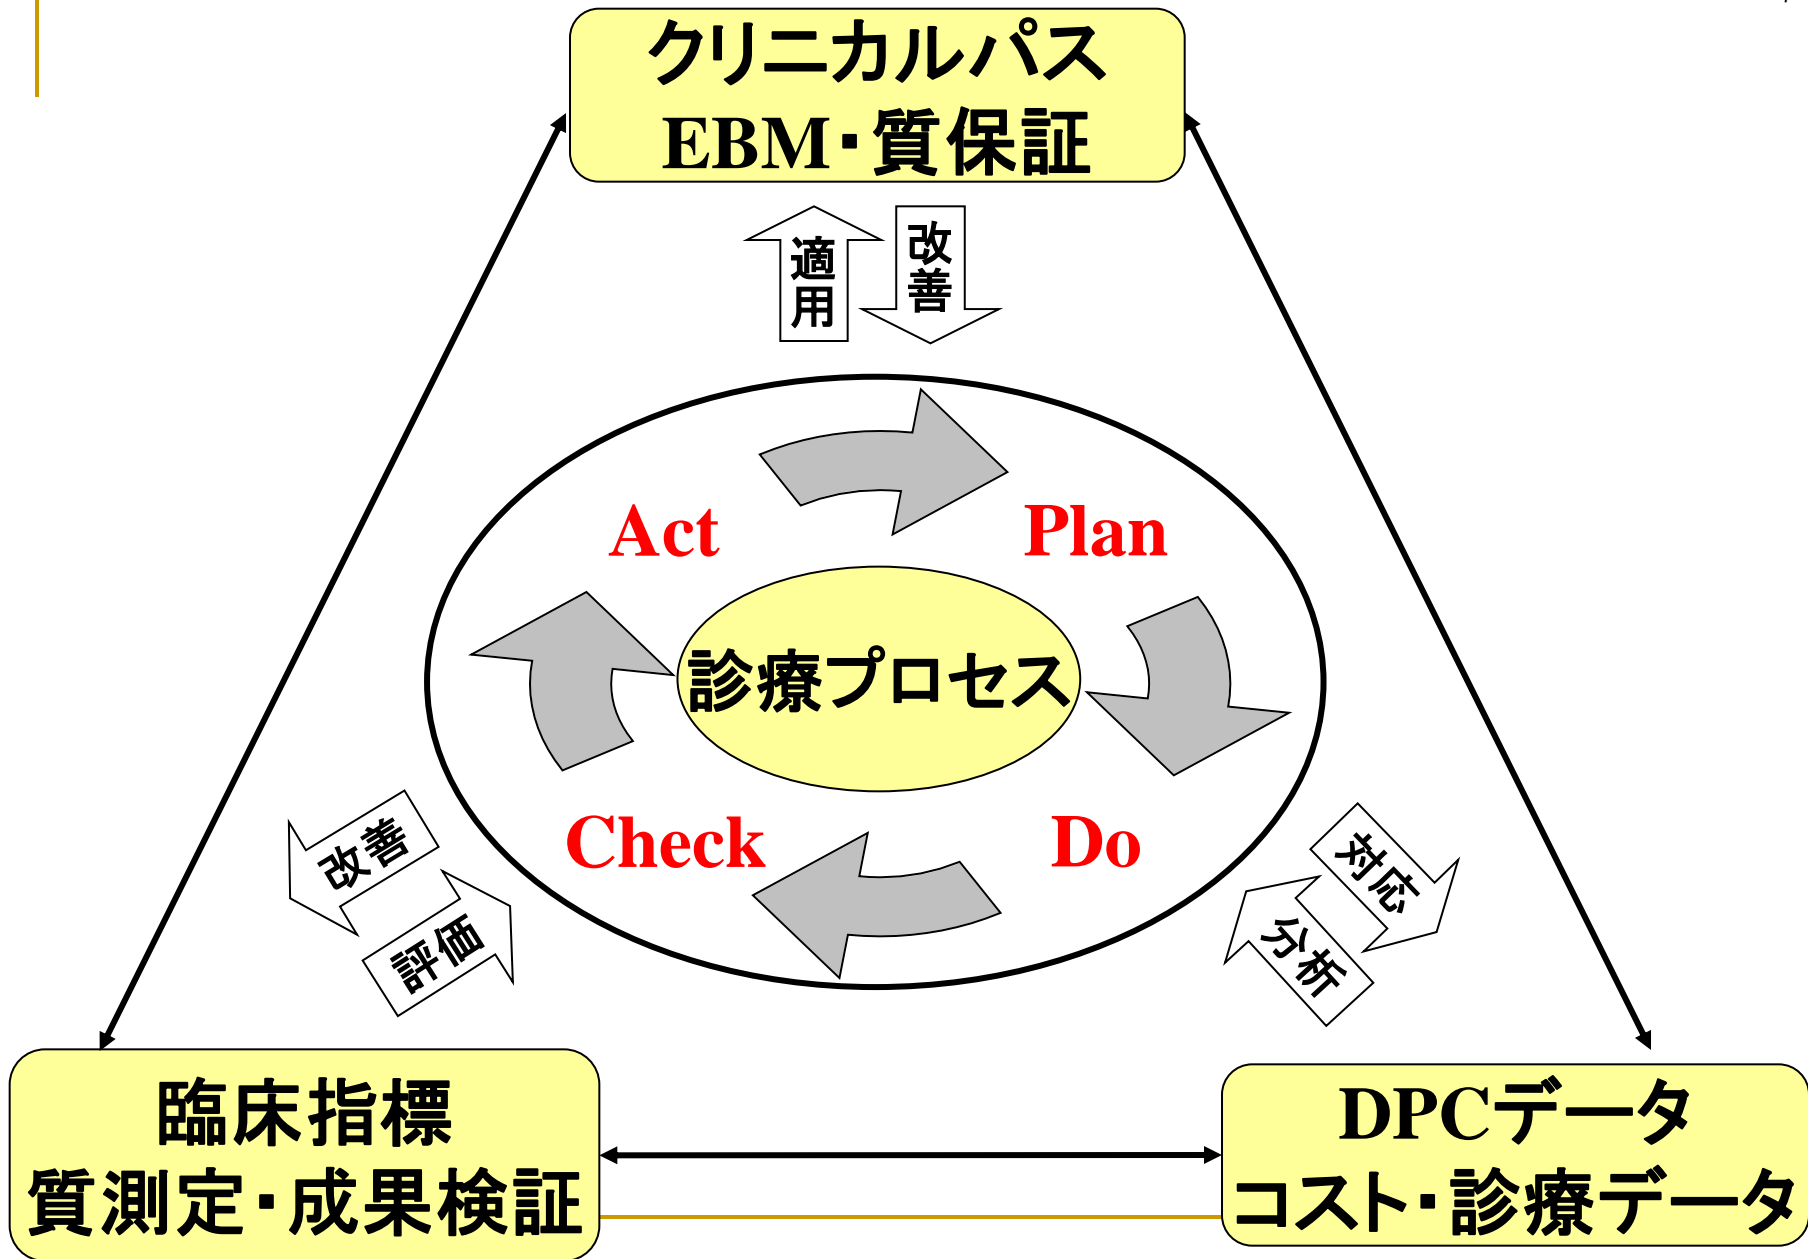 クリニカルパス
EBM・質保証
適用
改善
Act
Plan
診療プロセス
Check
Do
改善
評価
対応
分析
臨床指標
質測定・成果検証
DPCデータ
コスト・診療データ